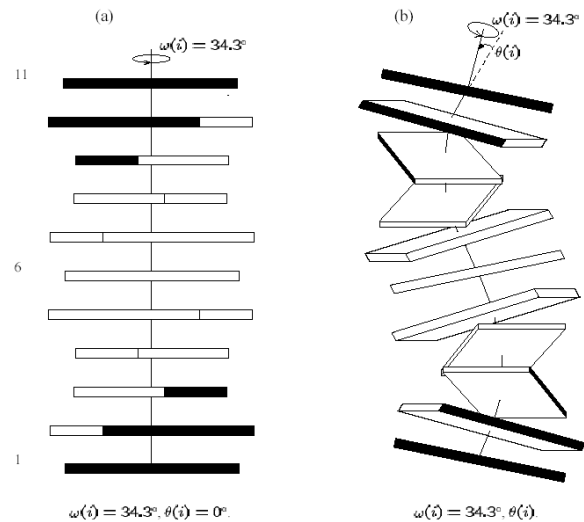 (a)
(b)
ω(i) = 34.3°
ω(i) = 34.3°
θ(i)
11
6
1
ω(i) = 34.3°, θ(i) = 0°.
ω(i) = 34.3°, θ(i).